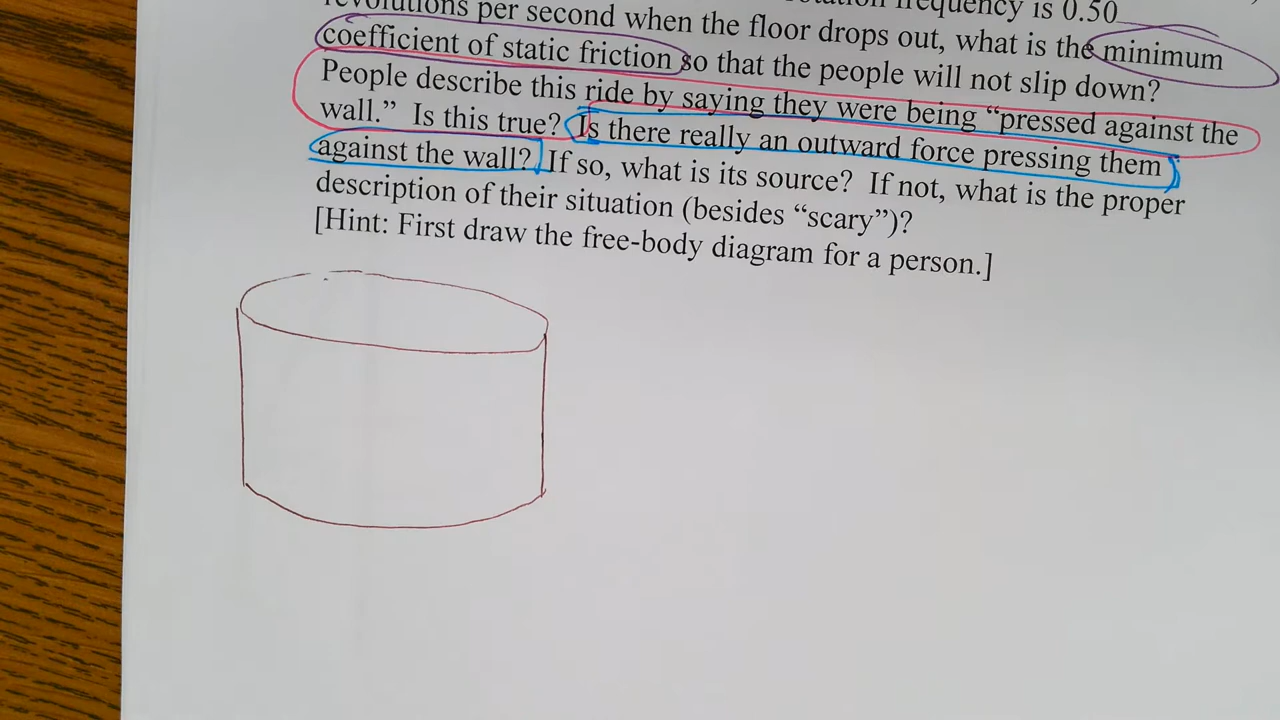 revolutions per second when the floor drops out, what is the minimum
frequency is 0.50
coefficient of static friction so that the people will not slip down?
People describe this ride by saying they were being “pressed against the
wall.” Is this true? Is there really an outward force pressing them
against the wall? If so, what is its source? If not, what is the proper
description of their situation (besides “scary”)?
[Hint: First draw the free-body diagram for a person.]